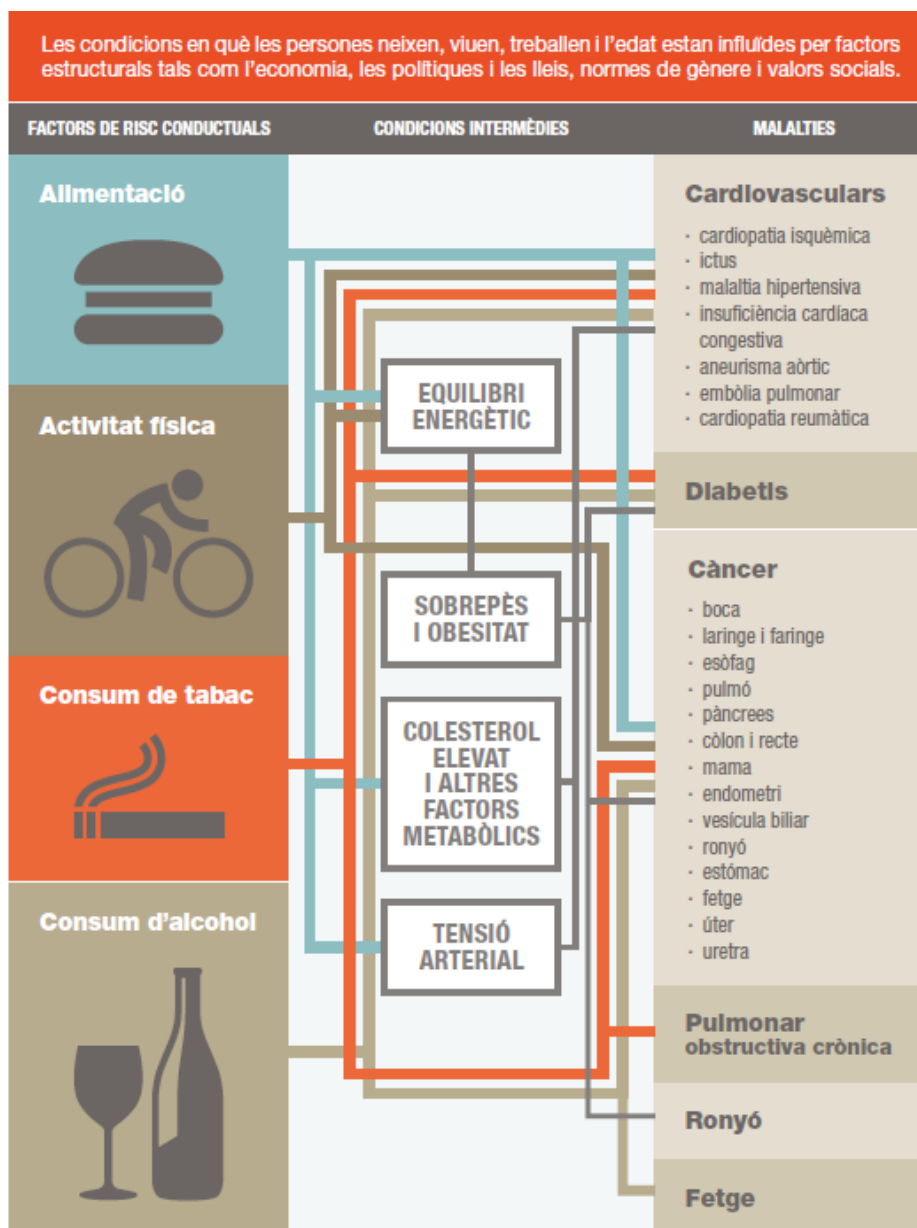 Les condicions en què les persones neixen, viuen, treballen i l'edat estan influïdes per factors
estructurals tals com l'economia, les polítiques i les lleis, normes de gènere i valors socials.
FACTORS DE RISC CONDUCTUALS
CONDICIONS INTERMÈDIES
MALALTIES
Alimentació
Activitat física
Consum de tabac
Consum d'alcohol
EQUILIBRI
ENERGÈTIC
SOBREPÈS
I OBESITAT
COLESTEROL
ELEVAT
I ALTRES
FACTORS
METABÒLICS
TENSIÓ
ARTERIAL
Cardiovasculars
· cardiopatia isquèmica
· ictus
· malaltia hipertensiva
· insuficiència cardíaca
congestiva
· aneurisma aòrtic
· embòlia pulmonar
· cardiopatia reumàtica
Diabetis
Càncer
· boca
· laringe i faringe
· esòfag
· pulmó
· pàncrees
· còlon i recte
· mama
· endometri
· vesícula biliar
· ronyó
· estómac
· fetge
· úter
· uretra
Pulmonar
obstructiva crònica
Ronyó
Fetge